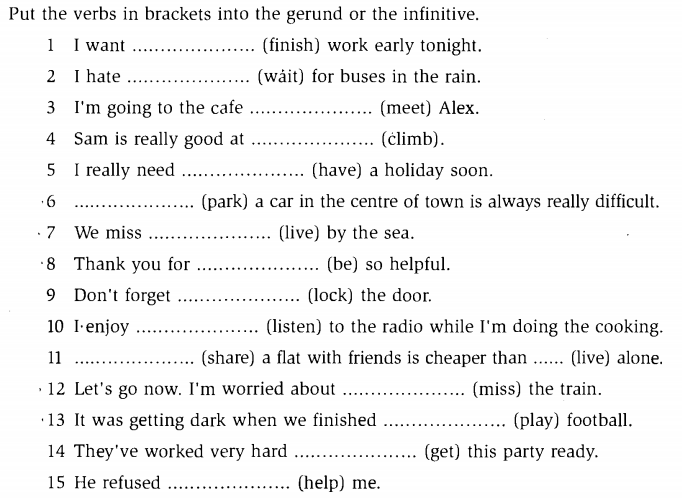 Put the verbs in brackets into the gerund or the infinitive.
1 I want ..................... (finish) work early tonight.
2 I hate ..................... (wait) for buses in the rain.
3 I'm going to the cafe ..................... (meet) Alex.
4 Sam is really good at ..................... (climb).
5 I really need ..................... (have) a holiday soon.
6 ..................... (park) a car in the centre of town is always really difficult.
7 We miss ..................... (live) by the sea.
8 Thank you for ..................... (be) so helpful.
9 Don't forget ..................... (lock) the door.
10 I enjoy ..................... (listen) to the radio while I'm doing the cooking.
11 ..................... (share) a flat with friends is cheaper than ...... (live) alone.
12 Let's go now. I'm worried about ..................... (miss) the train.
13 It was getting dark when we finished ..................... (play) football.
14 They've worked very hard ..................... (get) this party ready.
15 He refused ..................... (help) me.